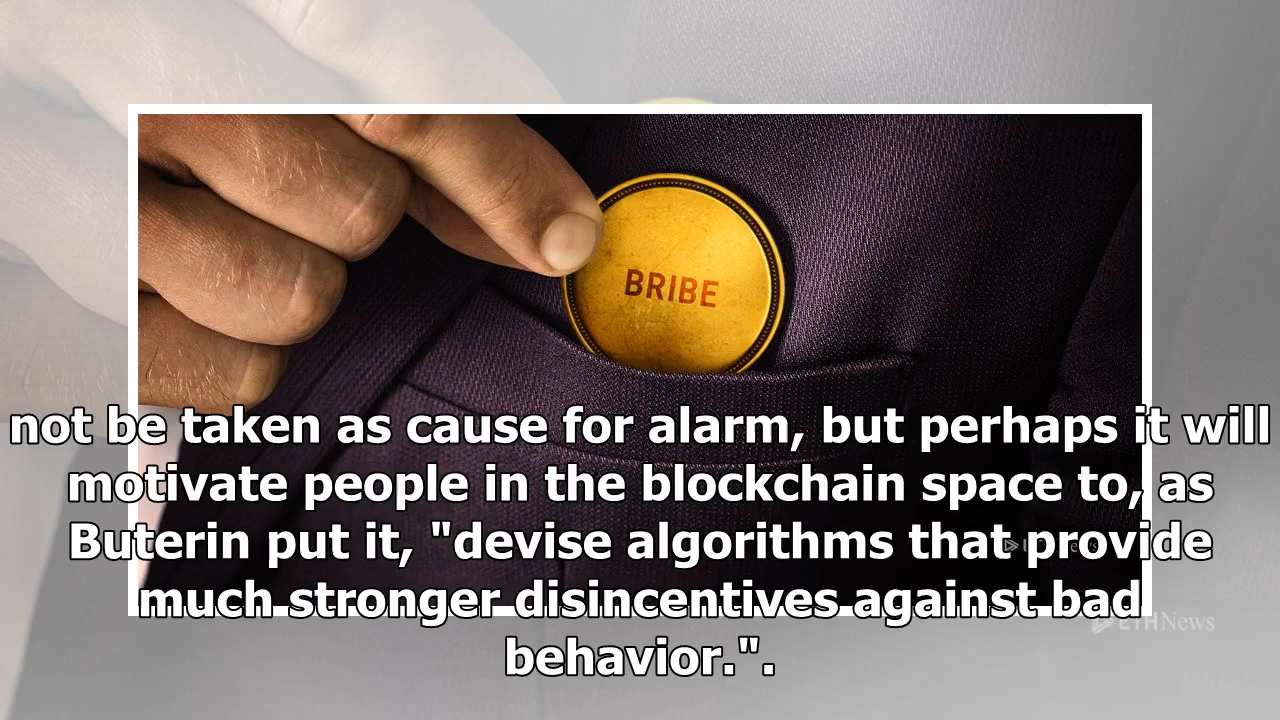 BRIBE
not be taken as cause for alarm, but perhaps it will
motivate people in the blockchain space to, as
Buterin put it, "devise algorithms that provide
much stronger disincentives against bad
behavior.".
ETHNews